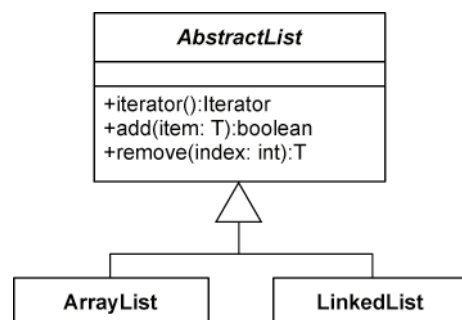 AbstractList
+iterator():Iterator
+add(item: T):boolean
+remove(index: int):T
ArrayList
LinkedList